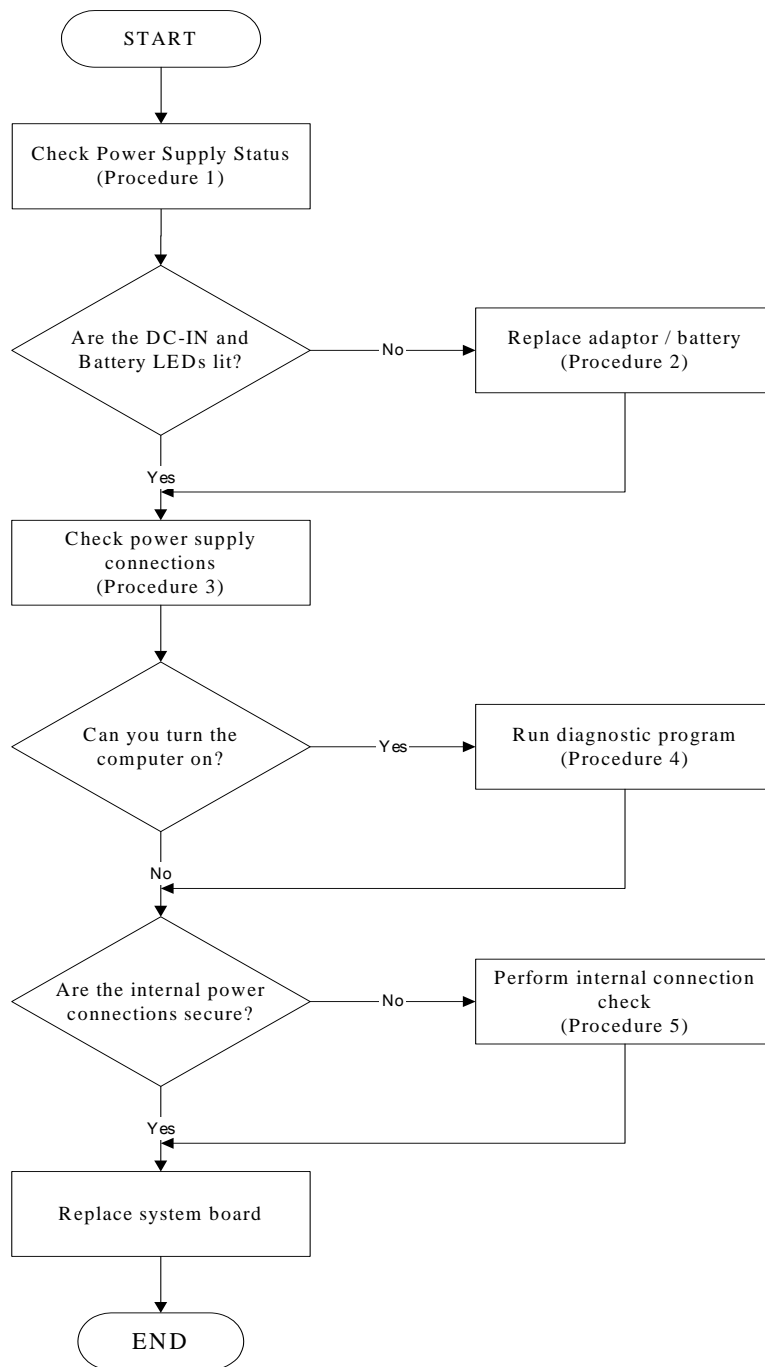 START
Check Power Supply Status
(Procedure 1)
Are the DC-IN and
Battery LEDs lit?
No
Replace adaptor / battery
(Procedure 2)
Yes
Check power supply
connections
(Procedure 3)
Can you turn the
computer on?
Yes
Run diagnostic program
(Procedure 4)
No
Are the internal power
connections secure?
No
Perform internal connection
check
(Procedure 5)
Yes
Replace system board
END